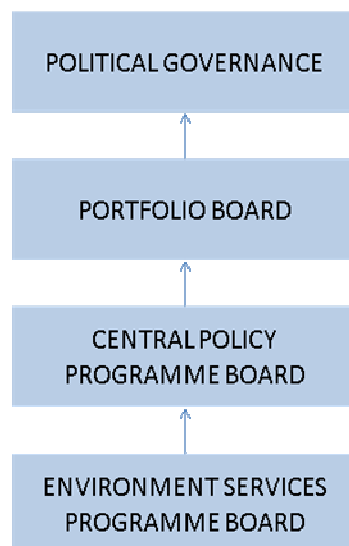 POLITICAL GOVERNANCE
PORTFOLIO BOARD
CENTRAL POLICY
PROGRAMME BOARD
ENVIRONMENT SERVICES
PROGRAMME BOARD